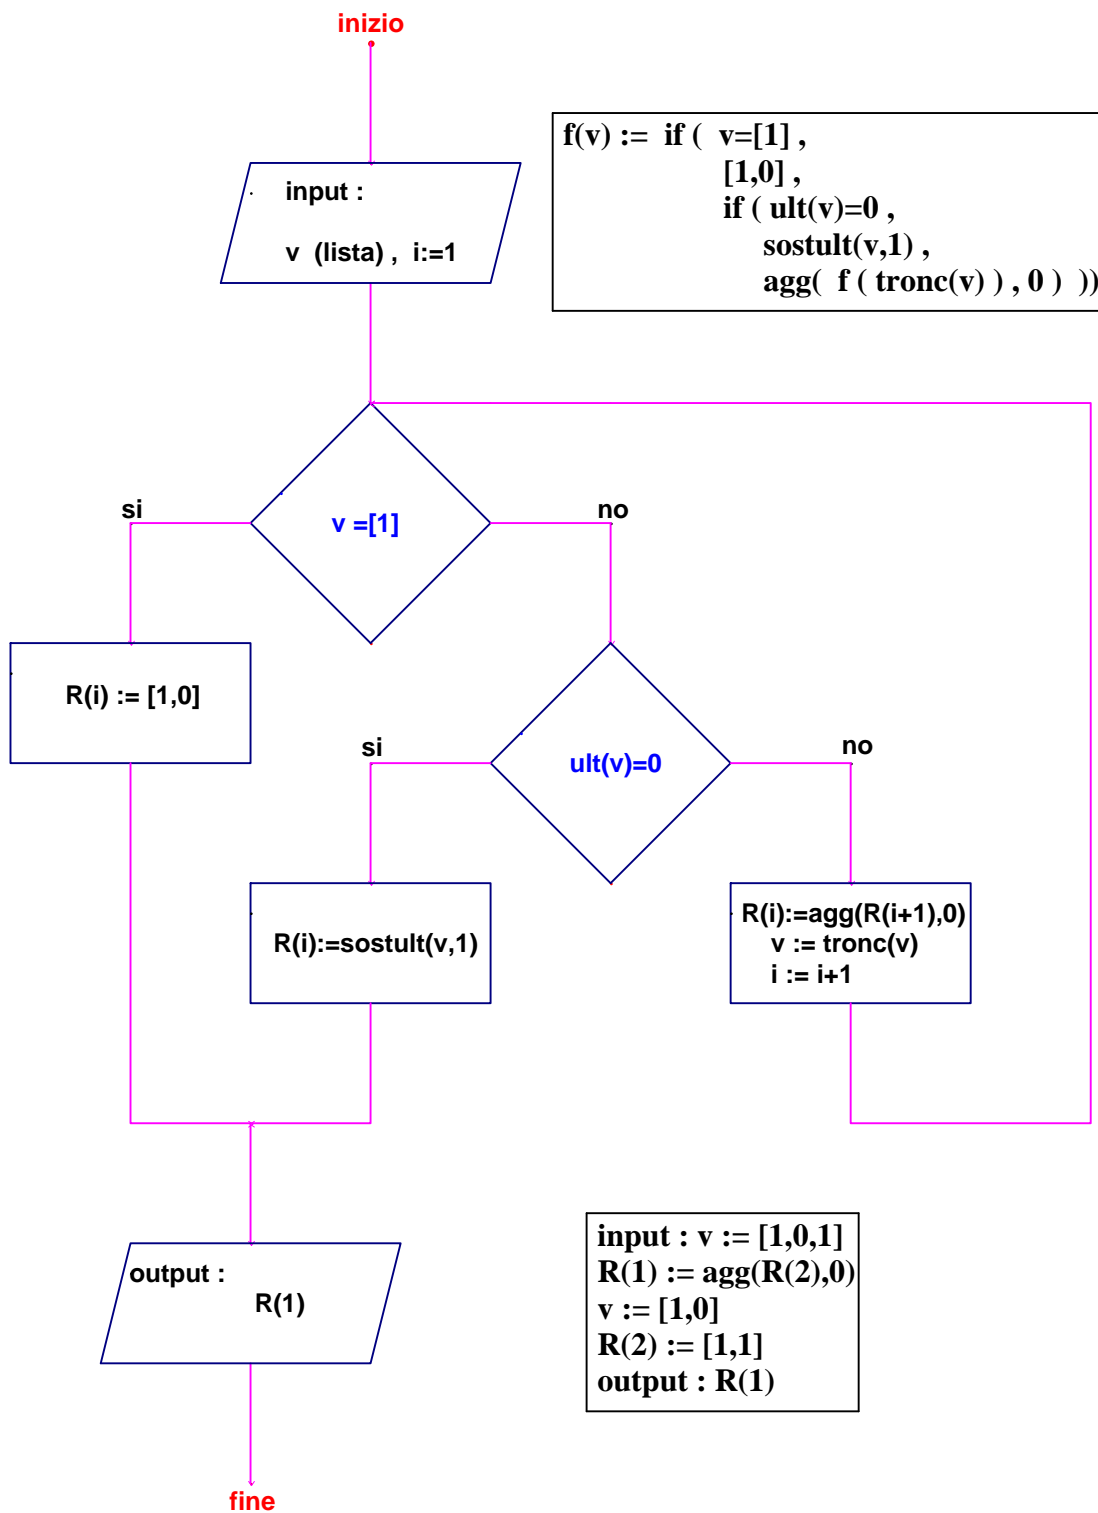 inizio
f(v) := if ( v=[1] ,
[1,0] ,
if ( ult(v)=0 ,
sostult(v,1) ,
agg( f ( tronc(v) ) , 0 ) ))
input :
v (lista) , i:=1
si
no
v =[1]
R(i) := [1,0]
si
no
ult(v)=0
R(i):=sostult(v,1)
R(i):=agg(R(i+1),0)
v := tronc(v)
i := i+1
output :
R(1)
input : v := [1,0,1]
R(1) := agg(R(2),0)
v := [1,0]
R(2) := [1,1]
output : R(1)
fine